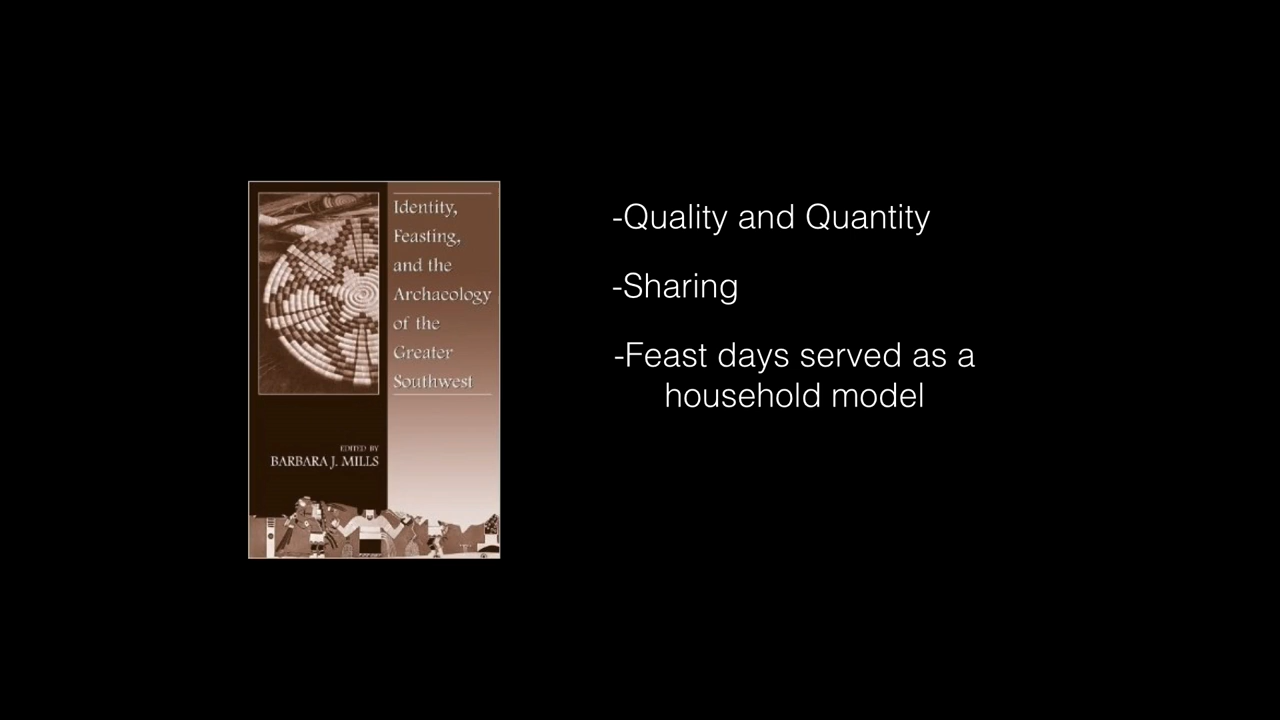 Identity,
Feasting,
and the
Archaeology
of the
Greater
Southwest
EDITED BY
BARBARA J. MILLS
-Quality and Quantity
-Sharing
-Feast days served as a
household model